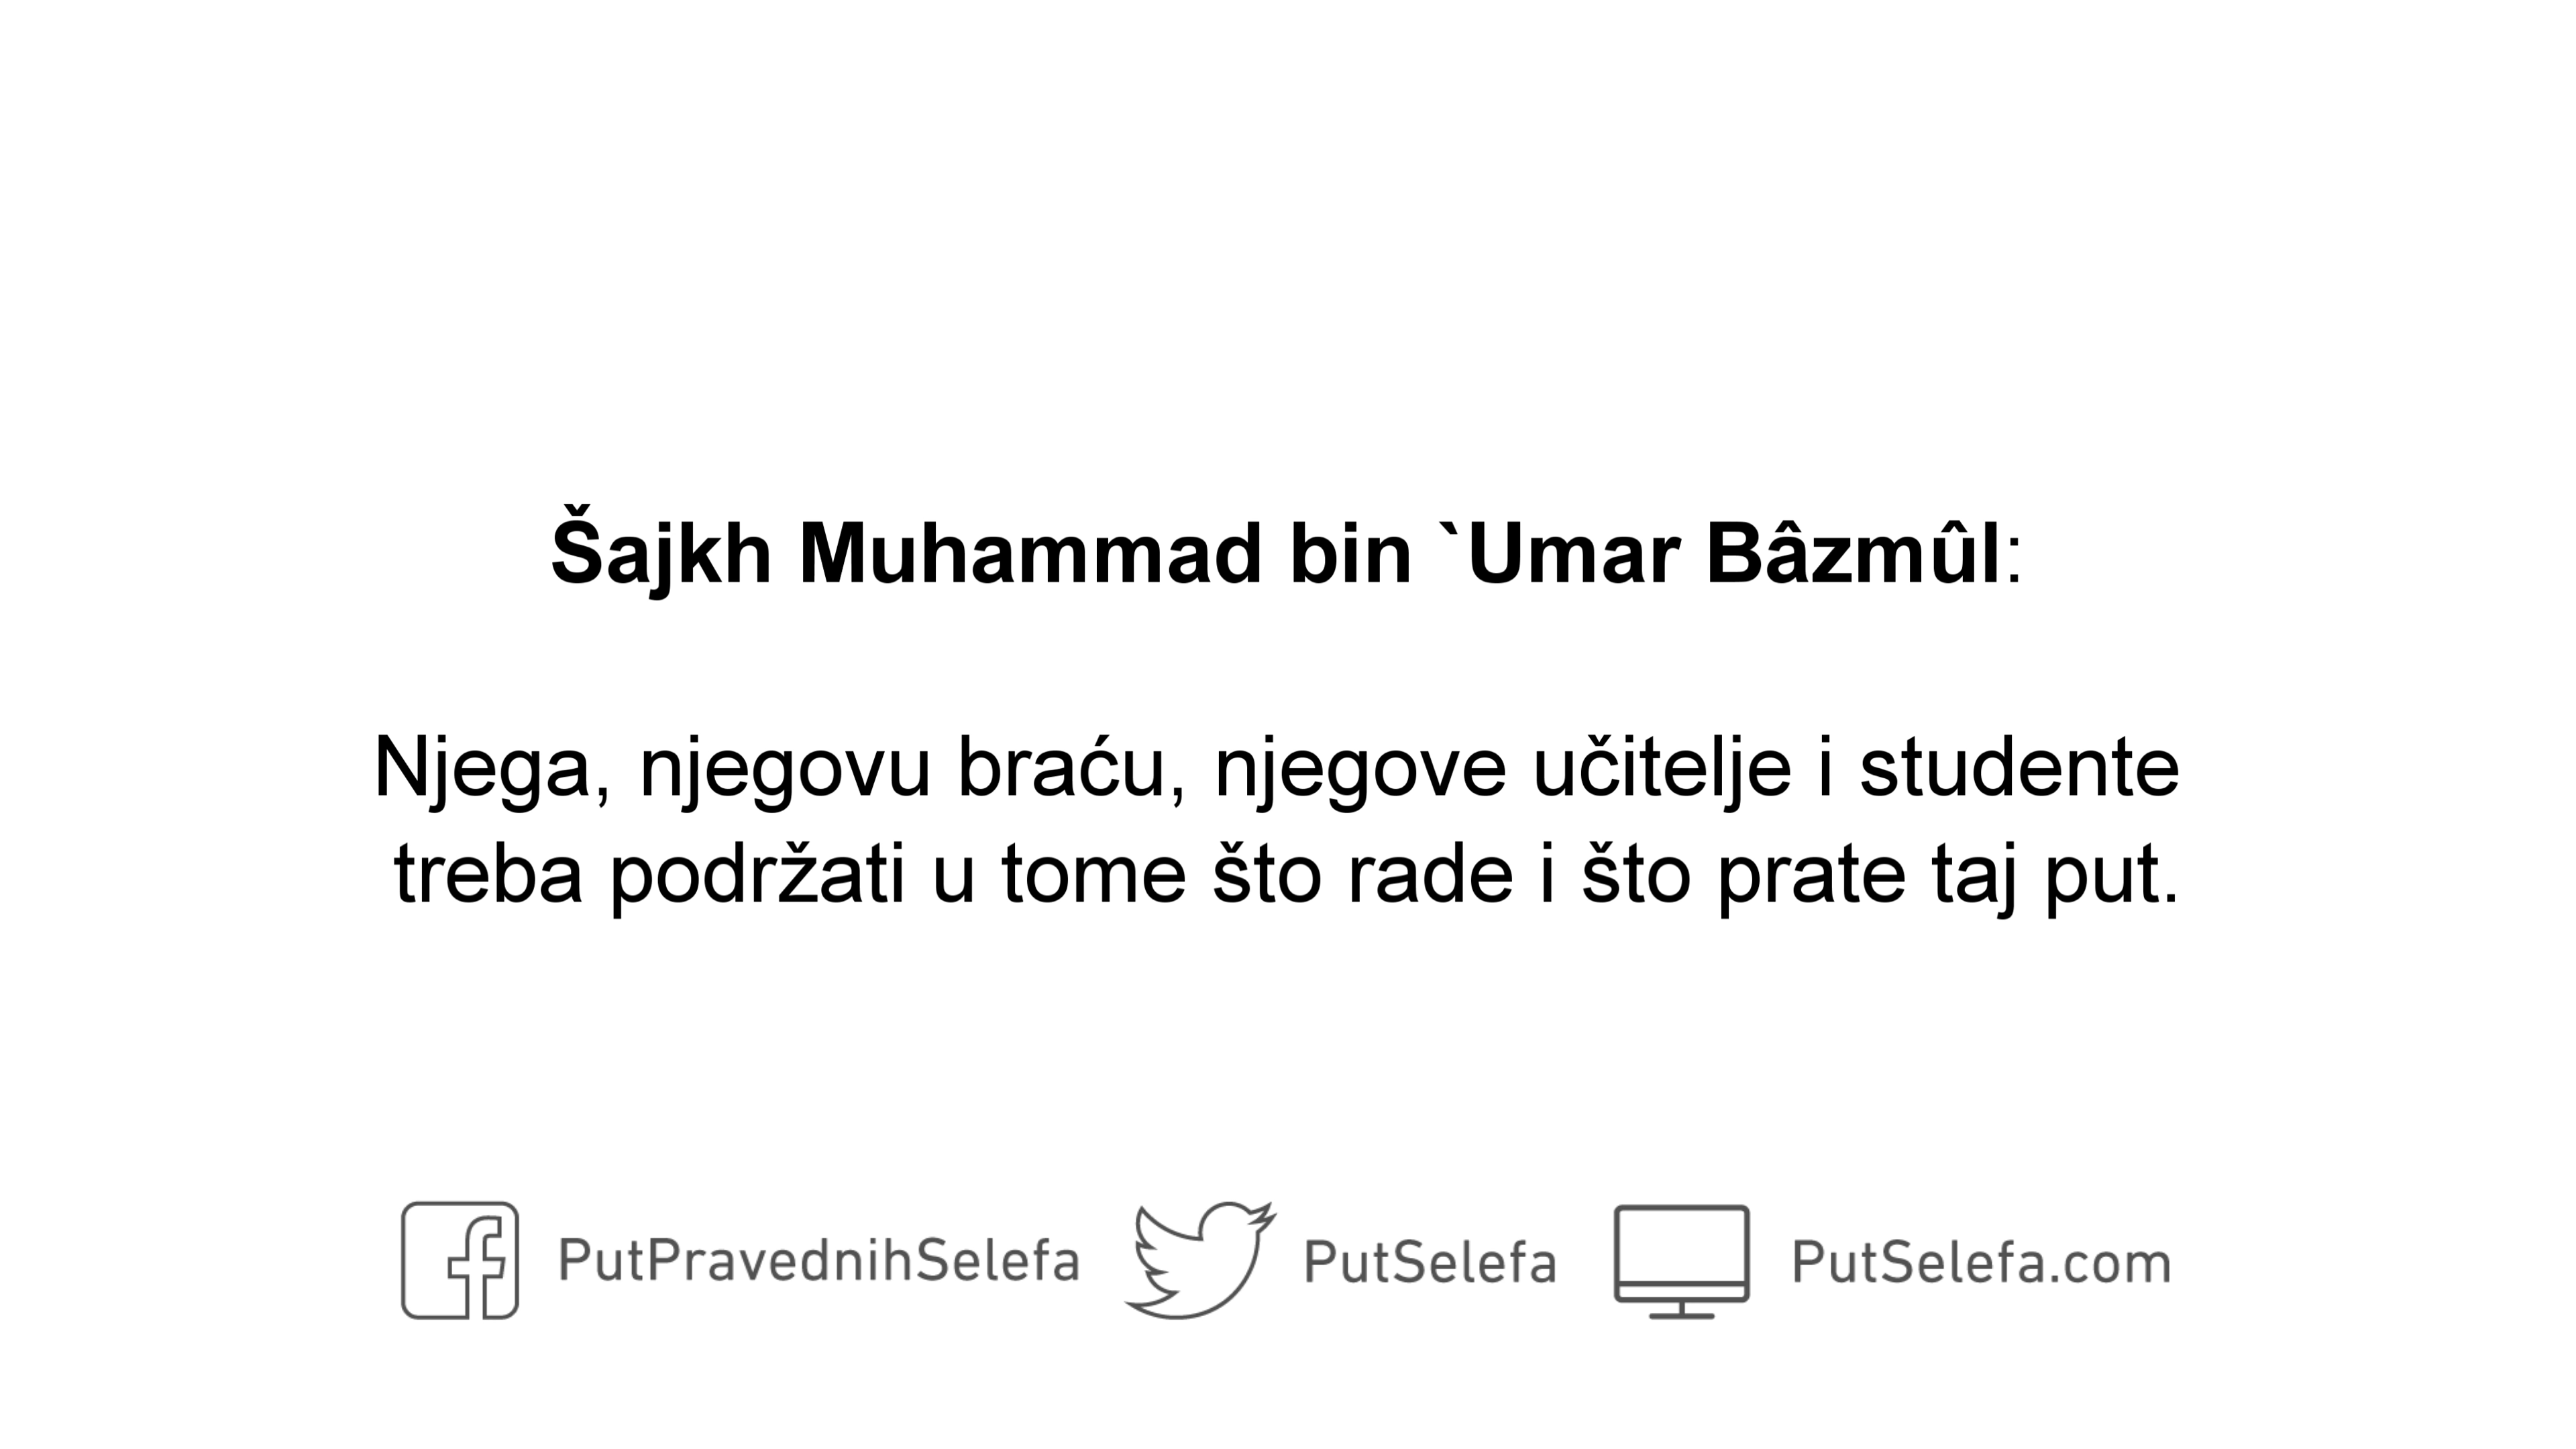 Šajkh Muhammad bin `Umar Bâzmûl:
Njega, njegovu braću, njegove učitelje i studente
treba podržati u tome što rade i što prate taj put.
PutPravednihSelefa PutSelefa PutSelefa.com